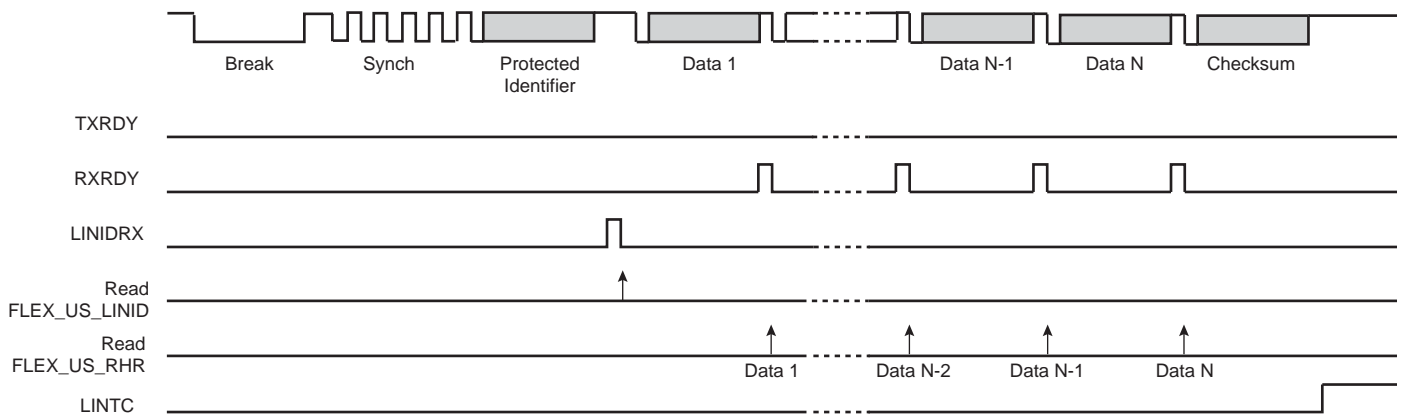 Break Synch Protected Identifier Data 1 Data N-1 Data N Checksum
TXRDY
RXRDY
LINIDRX
Read
FLEX_US_LINID
Read
FLEX_US_RHR
Data 1 Data N-2 Data N-1 Data N
LINTC